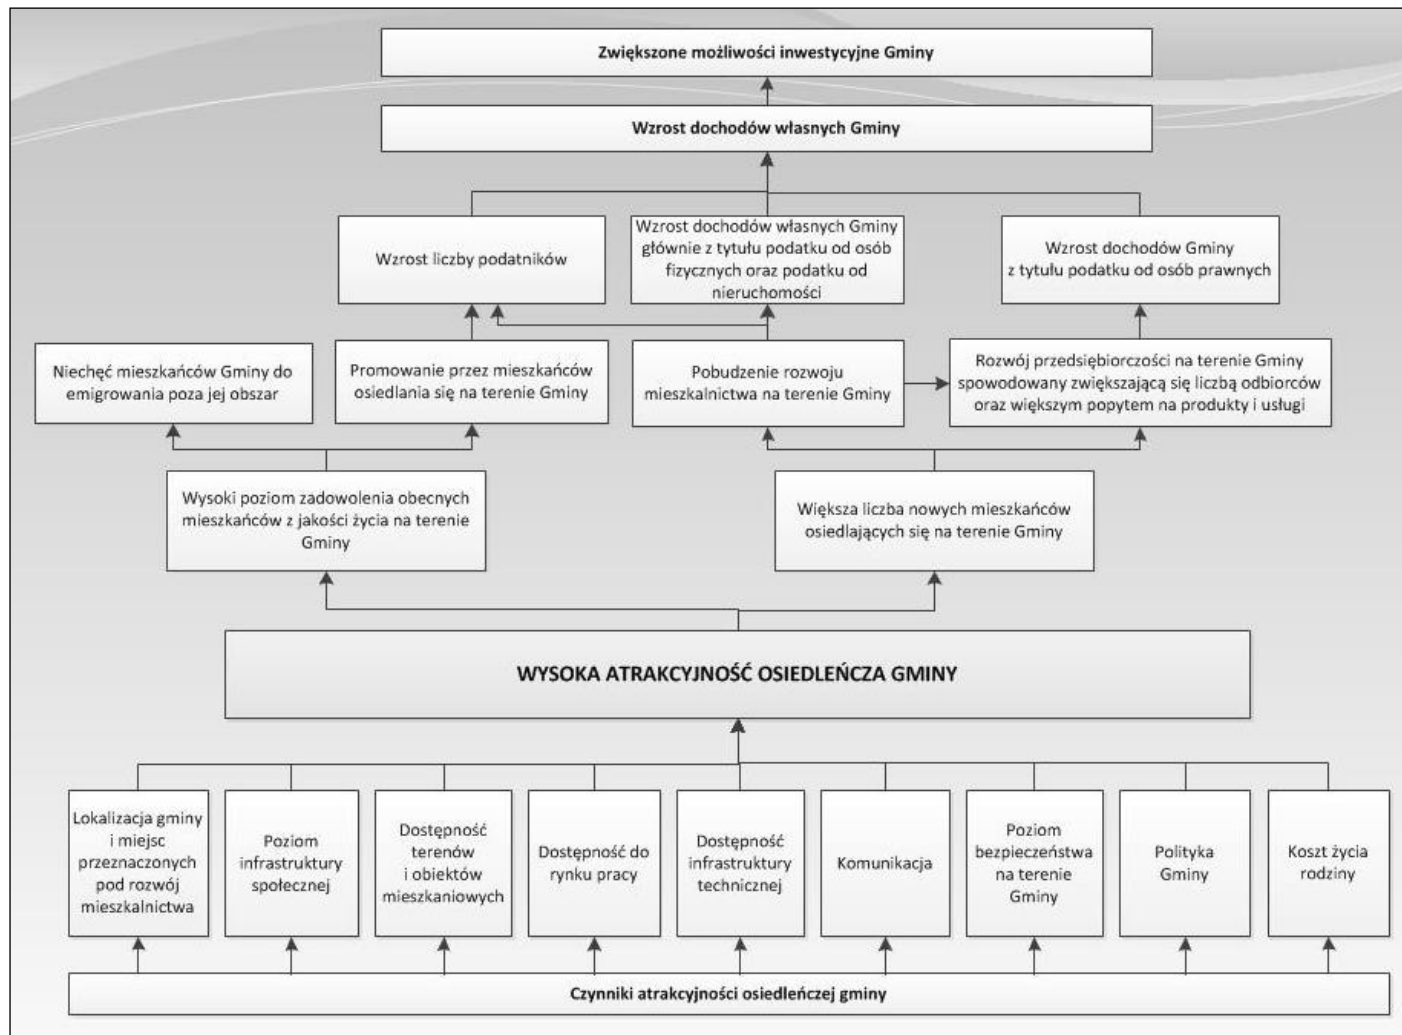 Zwiększone możliwości inwestycyjne Gminy
Wzrost dochodów własnych Gminy
Wzrost liczby podatników
Wzrost dochodów własnych Gminy
głównie z tytułu podatku od osób
fizycznych oraz podatku od
nieruchomości
Wzrost dochodów Gminy
z tytułu podatku od osób prawnych
Niechęć mieszkańców Gminy do
emigrowania poza jej obszar
Promowanie przez mieszkańców
osiedlania się na terenie Gminy
Pobudzenie rozwoju
mieszkalnictwa na terenie Gminy
Rozwój przedsiębiorczości na terenie Gminy
spowodowany zwiększającą się liczbą odbiorców
oraz większym popytem na produkty i usługi
Wysoki poziom zadowolenia obecnych
mieszkańców z jakości życia na terenie
Gminy
Większa liczba nowych mieszkańców
osiedlających się na terenie Gminy
WYSOKA ATRAKCYJNOŚĆ OSIEDLEŃCZA GMINY
Lokalizacja gminy
i miejsc
przeznaczonych
pod rozwój
mieszkalnictwa
Poziom
infrastruktury
społecznej
Dostępność
terenów
i obiektów
mieszkaniowych
Dostępność do
rynku pracy
Dostępność
infrastruktury
technicznej
Komunikacja
Poziom
bezpieczeństwa
na terenie
Gminy
Polityka
Gminy
Koszt życia
rodziny
Czynniki atrakcyjności osiedleńczej gminy